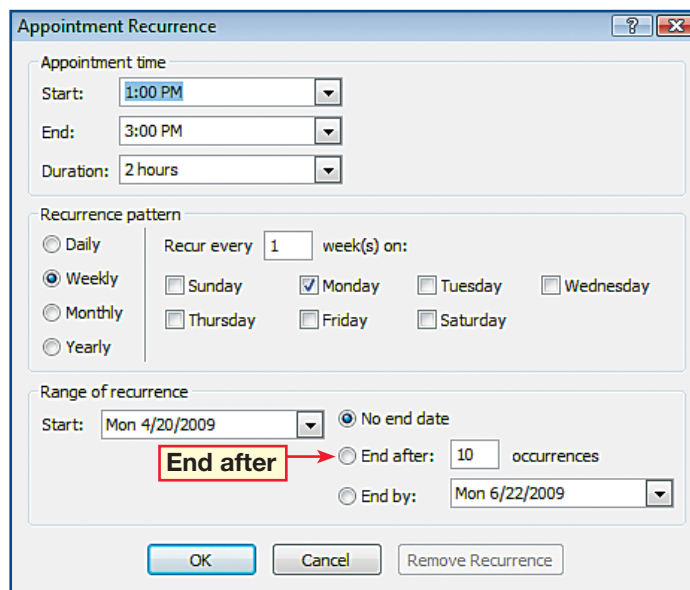 Appointment Recurrence
Appointment time
Start: 1:00 PM
End: 3:00 PM
Duration: 2 hours
Recurrence pattern
Daily Recur every 1 week(s) on:
Weekly Sunday Monday Tuesday Wednesday
Monthly Thursday Friday Saturday
Yearly
Range of recurrence
Start: Mon 4/20/2009 No end date
End after End after: 10 occurrences
End by: Mon 6/22/2009
OK Cancel Remove Recurrence